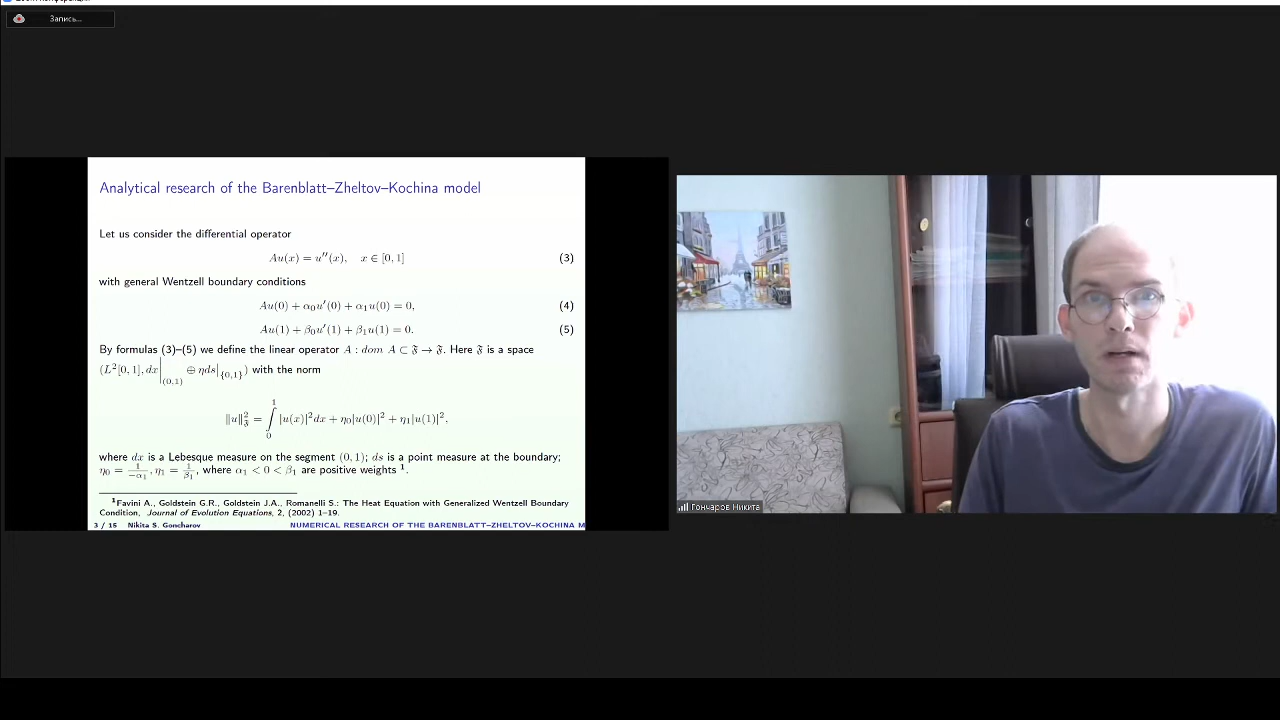 Запись...
Analytical research of the Barenblatt–Zheltov–Kochina model
Let us consider the differential operator
Au(x) = u′′(x), x ∈ [0, 1] (3)
with general Wentzell boundary conditions
Au(0) + α₀u′(0) + α₁u(0) = 0, (4)
Au(1) + β₀u′(1) + β₁u(1) = 0. (5)
By formulas (3)–(5) we define the linear operator A : dom A ⊂ 𝔉 → 𝔉. Here 𝔉 is a space
(L²[0, 1], dx|₍₀,₁₎ ⊕ ηds|_{0,1}) with the norm
‖u‖²_𝔉 = ∫₀¹ |u(x)|²dx + η₀|u(0)|² + η₁|u(1)|²,
where dx is a Lebesque measure on the segment (0, 1); ds is a point measure at the boundary;
η₀ = 1/−α₁, η₁ = 1/β₁, where α₁ < 0 < β₁ are positive weights ¹.
¹Favini A., Goldstein G.R., Goldstein J.A., Romanelli S.: The Heat Equation with Generalized Wentzell Boundary
Condition, Journal of Evolution Equations, 2, (2002) 1–19.
3 / 15 Nikita S. Goncharov NUMERICAL RESEARCH OF THE BARENBLATT–ZHELTOV–KOCHINA M
Гончаров Никита